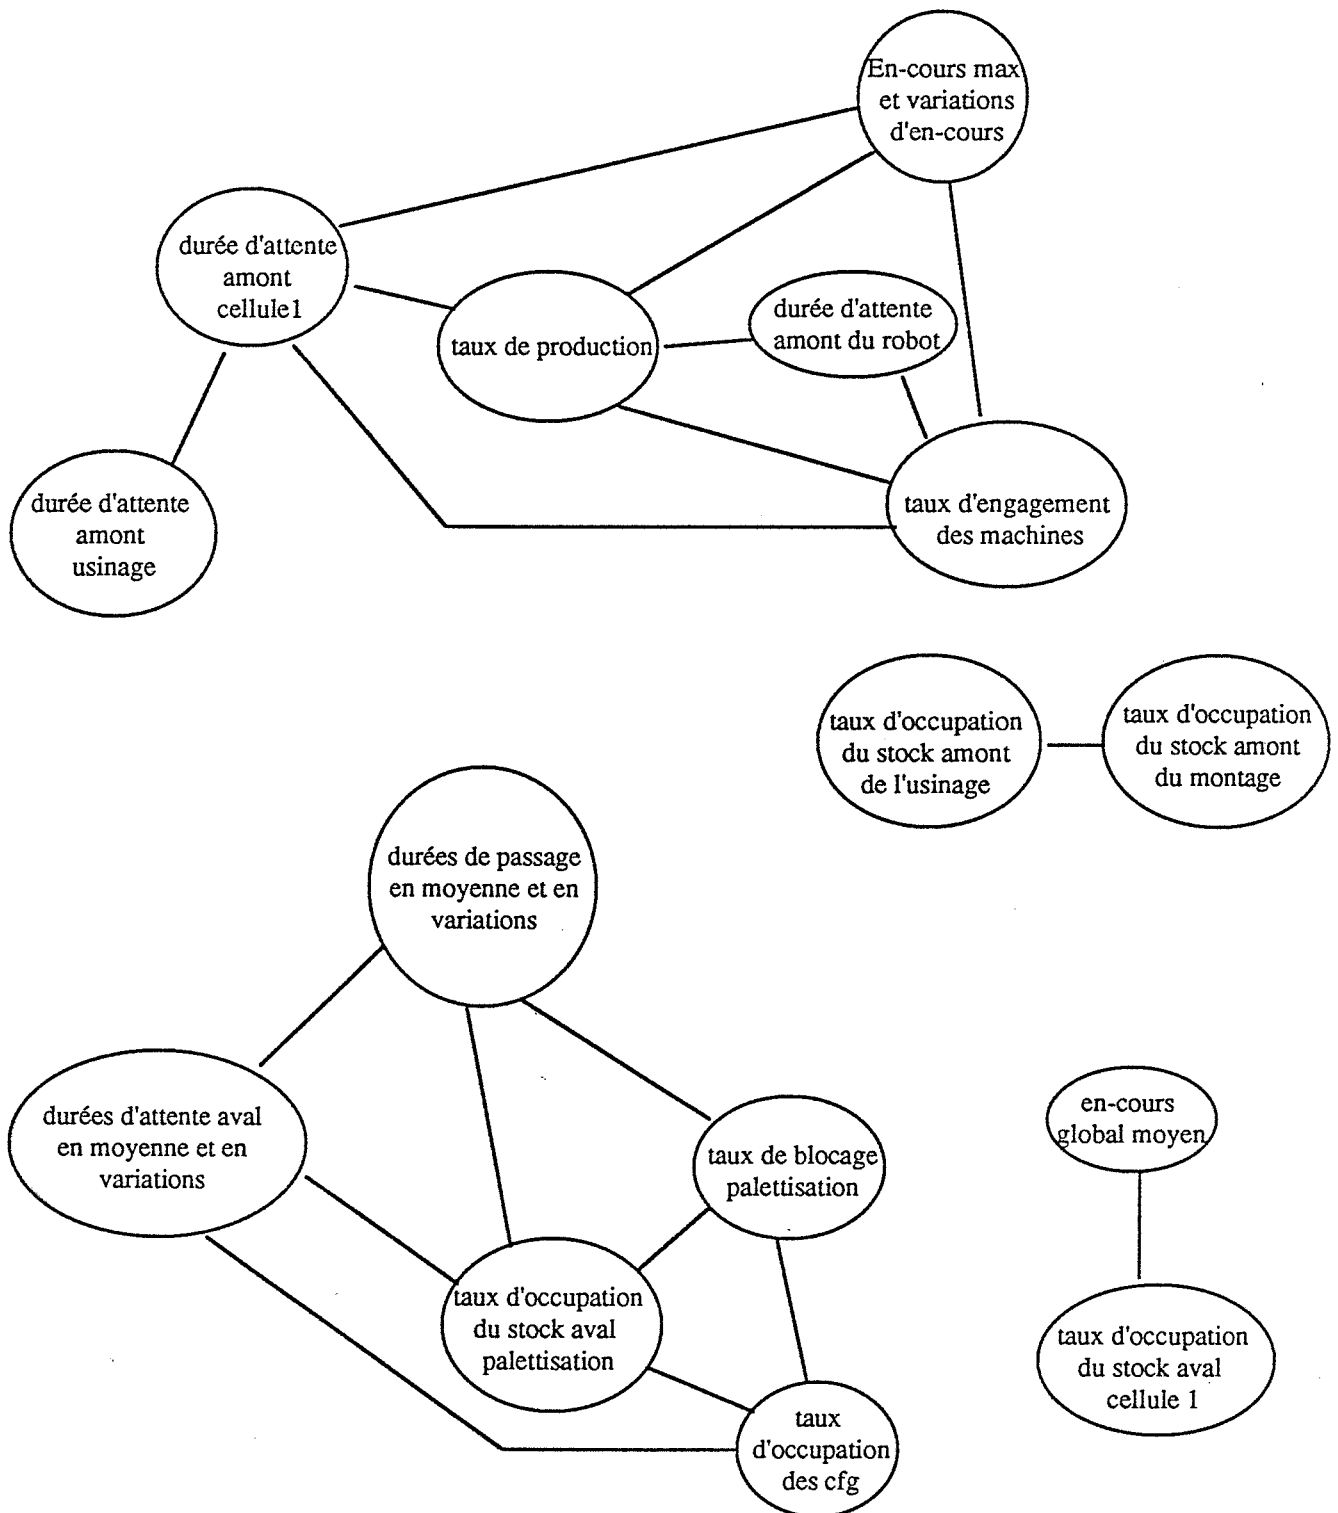 En-cours max
et variations
d'en-cours
durée d'attente
amont
cellule1
taux de production
durée d'attente
amont du robot
durée d'attente
amont
usinage
taux d'engagement
des machines
taux d'occupation
du stock amont
de l'usinage
taux d'occupation
du stock amont
du montage
durées de passage
en moyenne et en
variations
durées d'attente aval
en moyenne et en
variations
taux de blocage
palettisation
en-cours
global moyen
taux d'occupation
du stock aval
palettisation
taux d'occupation
du stock aval
cellule 1
taux
d'occupation
des cfg